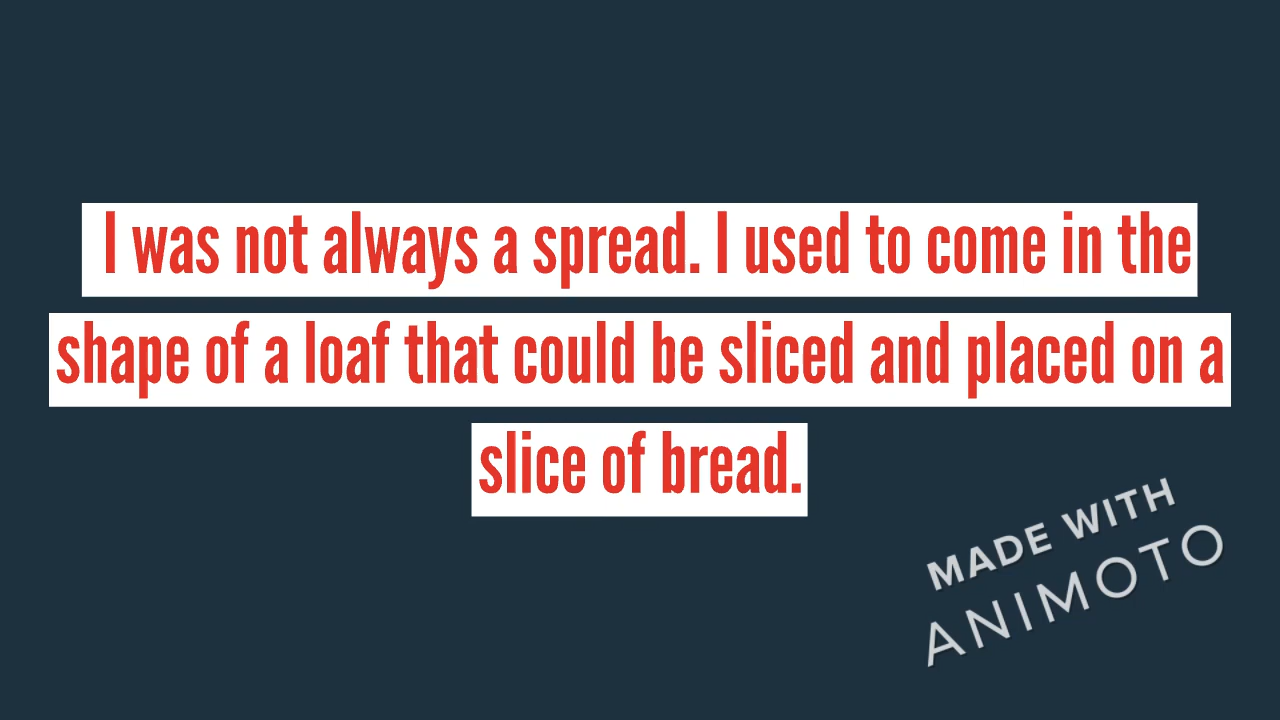 I was not always a spread. I used to come in the
shape of a loaf that could be sliced and placed on a
slice of bread.
MADE WITH
ANIMOTO